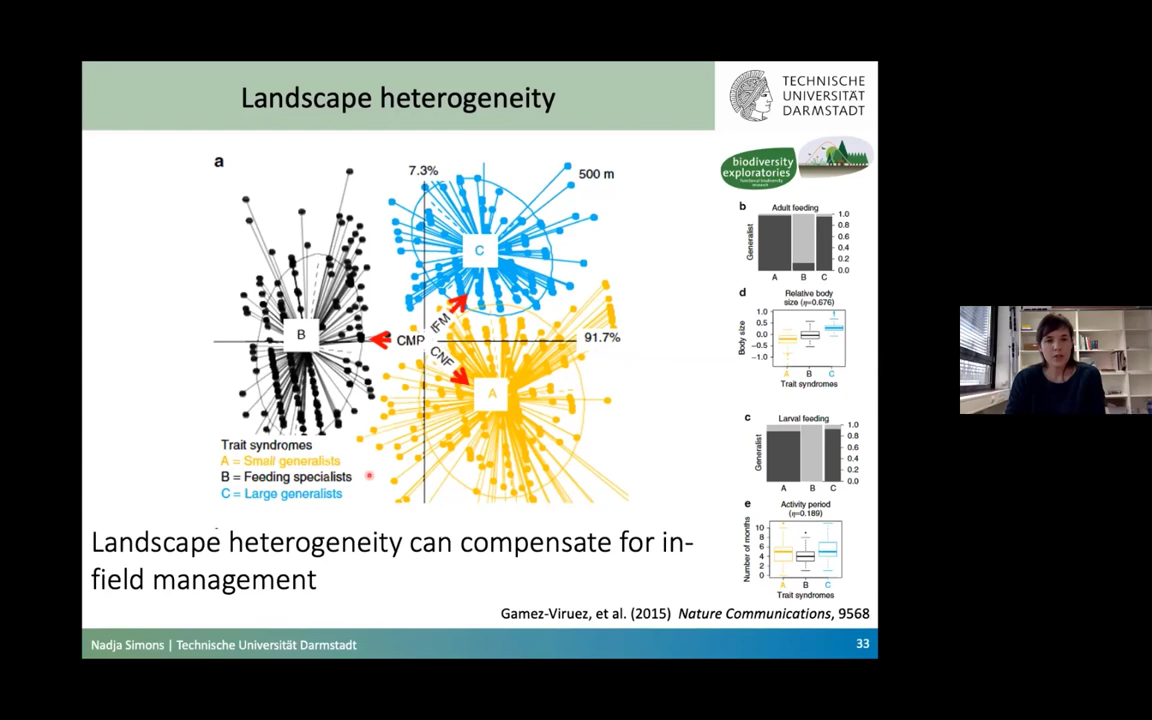 Landscape heterogeneity
TECHNISCHE
UNIVERSITÄT
DARMSTADT
biodiversity
exploratories
a
7.3%
500 m
C
B
IFM
CMP
CNF
91.7%
A
Trait syndromes
A = Small generalists
B = Feeding specialists
C = Large generalists
b
Adult feeding
Generalist
1.0
0.8
0.6
0.4
0.2
0.0
A B C
d
Relative body
size (η=0.676)
Body size
1.0
0.5
0.0
−0.5
−1.0
A B C
Trait syndromes
c
Larval feeding
Generalist
1.0
0.8
0.6
0.4
0.2
0.0
A B C
e
Activity period
(η=0.189)
Number of months
10
8
6
4
2
0
A B C
Trait syndromes
Landscape heterogeneity can compensate for in-
field management
Gamez-Viruez, et al. (2015) Nature Communications, 9568
Nadja Simons | Technische Universität Darmstadt
33